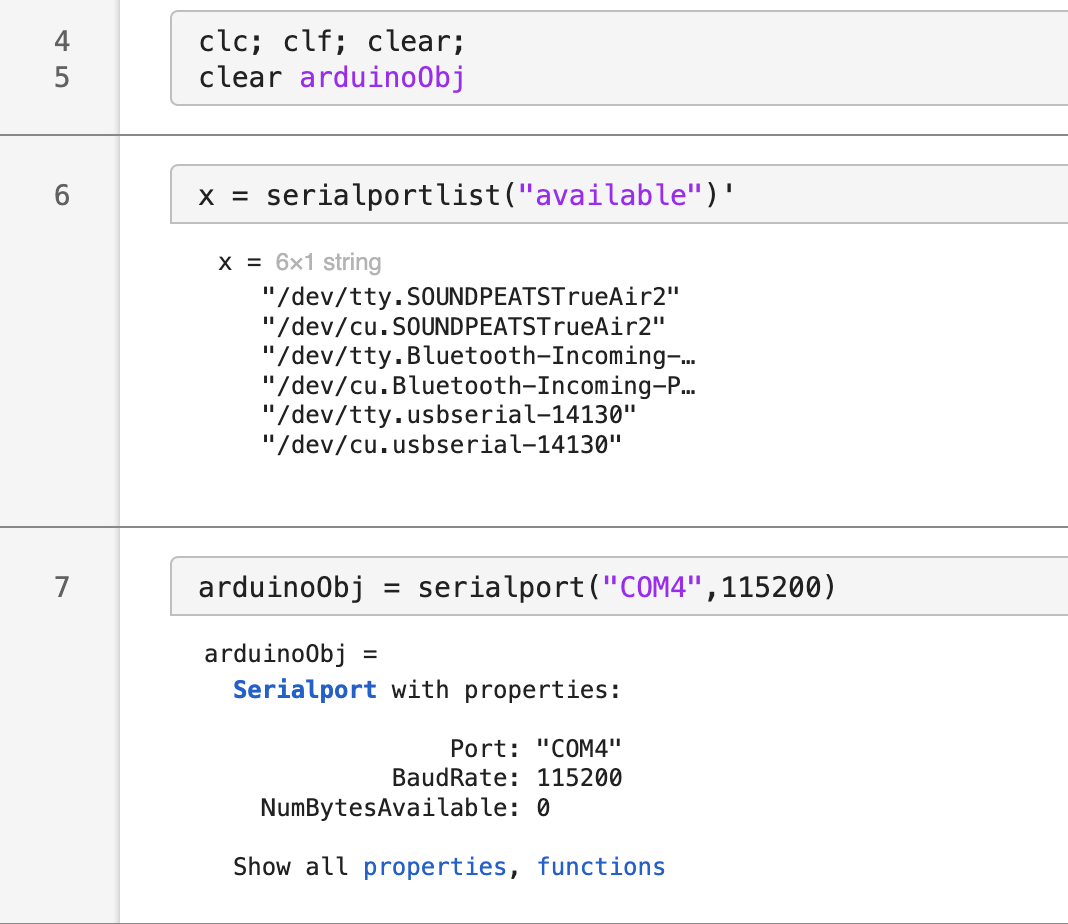 4 clc; clf; clear;
5 clear arduinoObj
6 x = serialportlist("available")'
x = 6×1 string
"/dev/tty.SOUNDPEATSTrueAir2"
"/dev/cu.SOUNDPEATSTrueAir2"
"/dev/tty.Bluetooth-Incoming-…
"/dev/cu.Bluetooth-Incoming-P…
"/dev/tty.usbserial-14130"
"/dev/cu.usbserial-14130"
7 arduinoObj = serialport("COM4",115200)
arduinoObj =
Serialport with properties:
Port: "COM4"
BaudRate: 115200
NumBytesAvailable: 0
Show all properties, functions